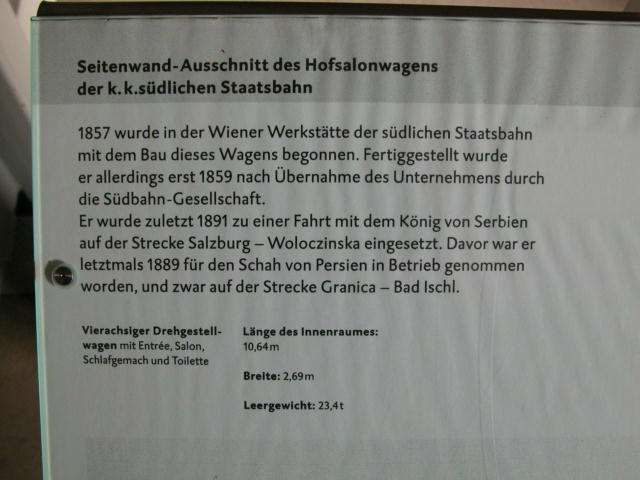 Seitenwand-Ausschnitt des Hofsalonwagens
der k.k.südlichen Staatsbahn
1857 wurde in der Wiener Werkstätte der südlichen Staatsbahn
mit dem Bau dieses Wagens begonnen. Fertiggestellt wurde
er allerdings erst 1859 nach Übernahme des Unternehmens durch
die Südbahn-Gesellschaft.
Er wurde zuletzt 1891 zu einer Fahrt mit dem König von Serbien
auf der Strecke Salzburg – Woloczinska eingesetzt. Davor war er
letztmals 1889 für den Schah von Persien in Betrieb genommen
worden, und zwar auf der Strecke Granica – Bad Ischl.
Vierachsiger Drehgestell-
wagen mit Entrée, Salon,
Schlafgemach und Toilette
Länge des Innenraumes:
10,64 m
Breite: 2,69 m
Leergewicht: 23,4 t